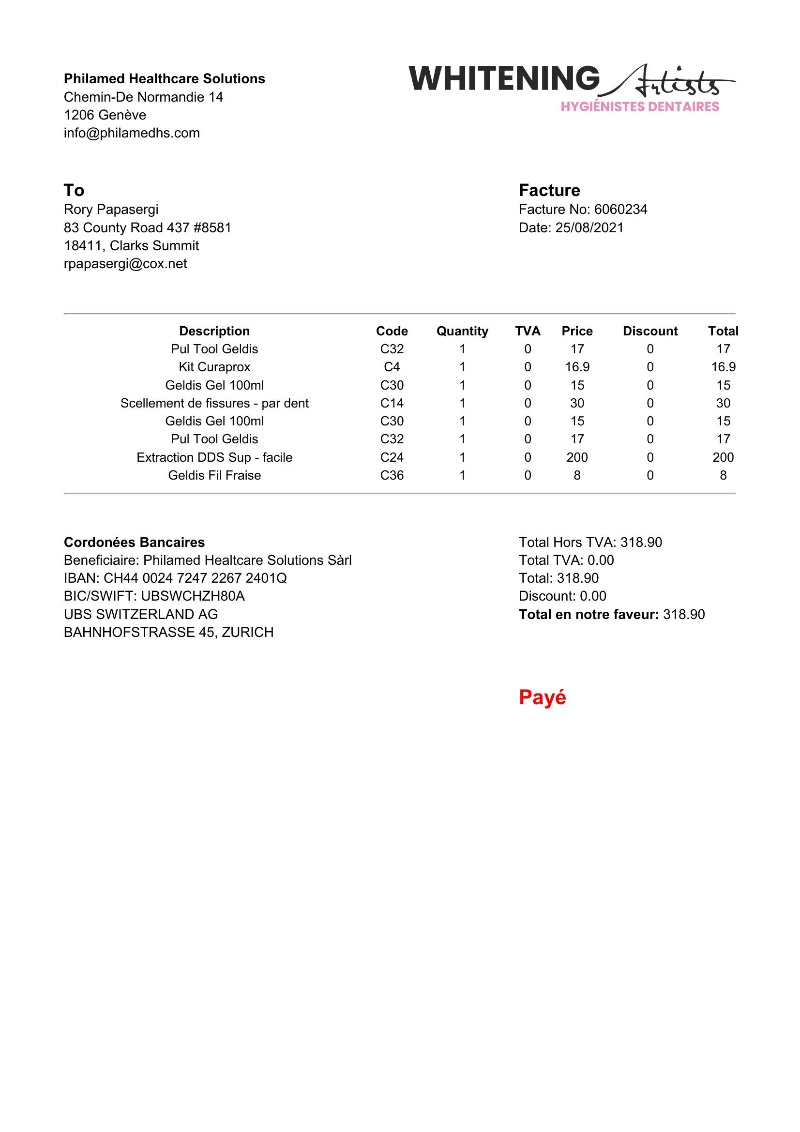 Philamed Healthcare Solutions
Chemin-De Normandie 14
1206 Genève
info@philamedhs.com
WHITENING Artists
HYGIÉNISTES DENTAIRES
To
Rory Papasergi
83 County Road 437 #8581
18411, Clarks Summit
rpapasergi@cox.net
Facture
Facture No: 6060234
Date: 25/08/2021
Description Code Quantity TVA Price Discount Total
Pul Tool Geldis C32 1 0 17 0 17
Kit Curaprox C4 1 0 16.9 0 16.9
Geldis Gel 100ml C30 1 0 15 0 15
Scellement de fissures - par dent C14 1 0 30 0 30
Geldis Gel 100ml C30 1 0 15 0 15
Pul Tool Geldis C32 1 0 17 0 17
Extraction DDS Sup - facile C24 1 0 200 0 200
Geldis Fil Fraise C36 1 0 8 0 8
Cordonées Bancaires
Beneficiaire: Philamed Healtcare Solutions Sàrl
IBAN: CH44 0024 7247 2267 2401Q
BIC/SWIFT: UBSWCHZH80A
UBS SWITZERLAND AG
BAHNHOFSTRASSE 45, ZURICH
Total Hors TVA: 318.90
Total TVA: 0.00
Total: 318.90
Discount: 0.00
Total en notre faveur: 318.90
Payé